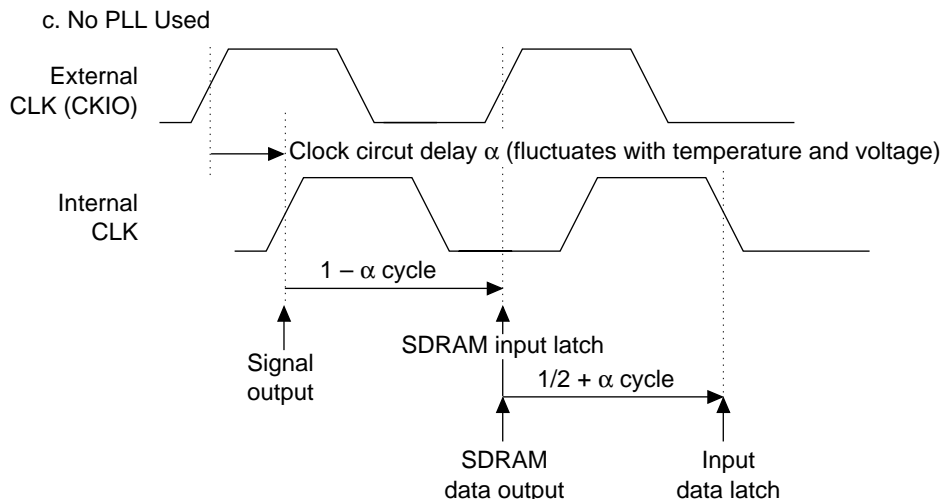 c. No PLL Used
External
CLK (CKIO)
Clock circut delay α (fluctuates with temperature and voltage)
Internal
CLK
1 – α cycle
Signal
output
SDRAM input latch
1/2 + α cycle
SDRAM
data output
Input
data latch